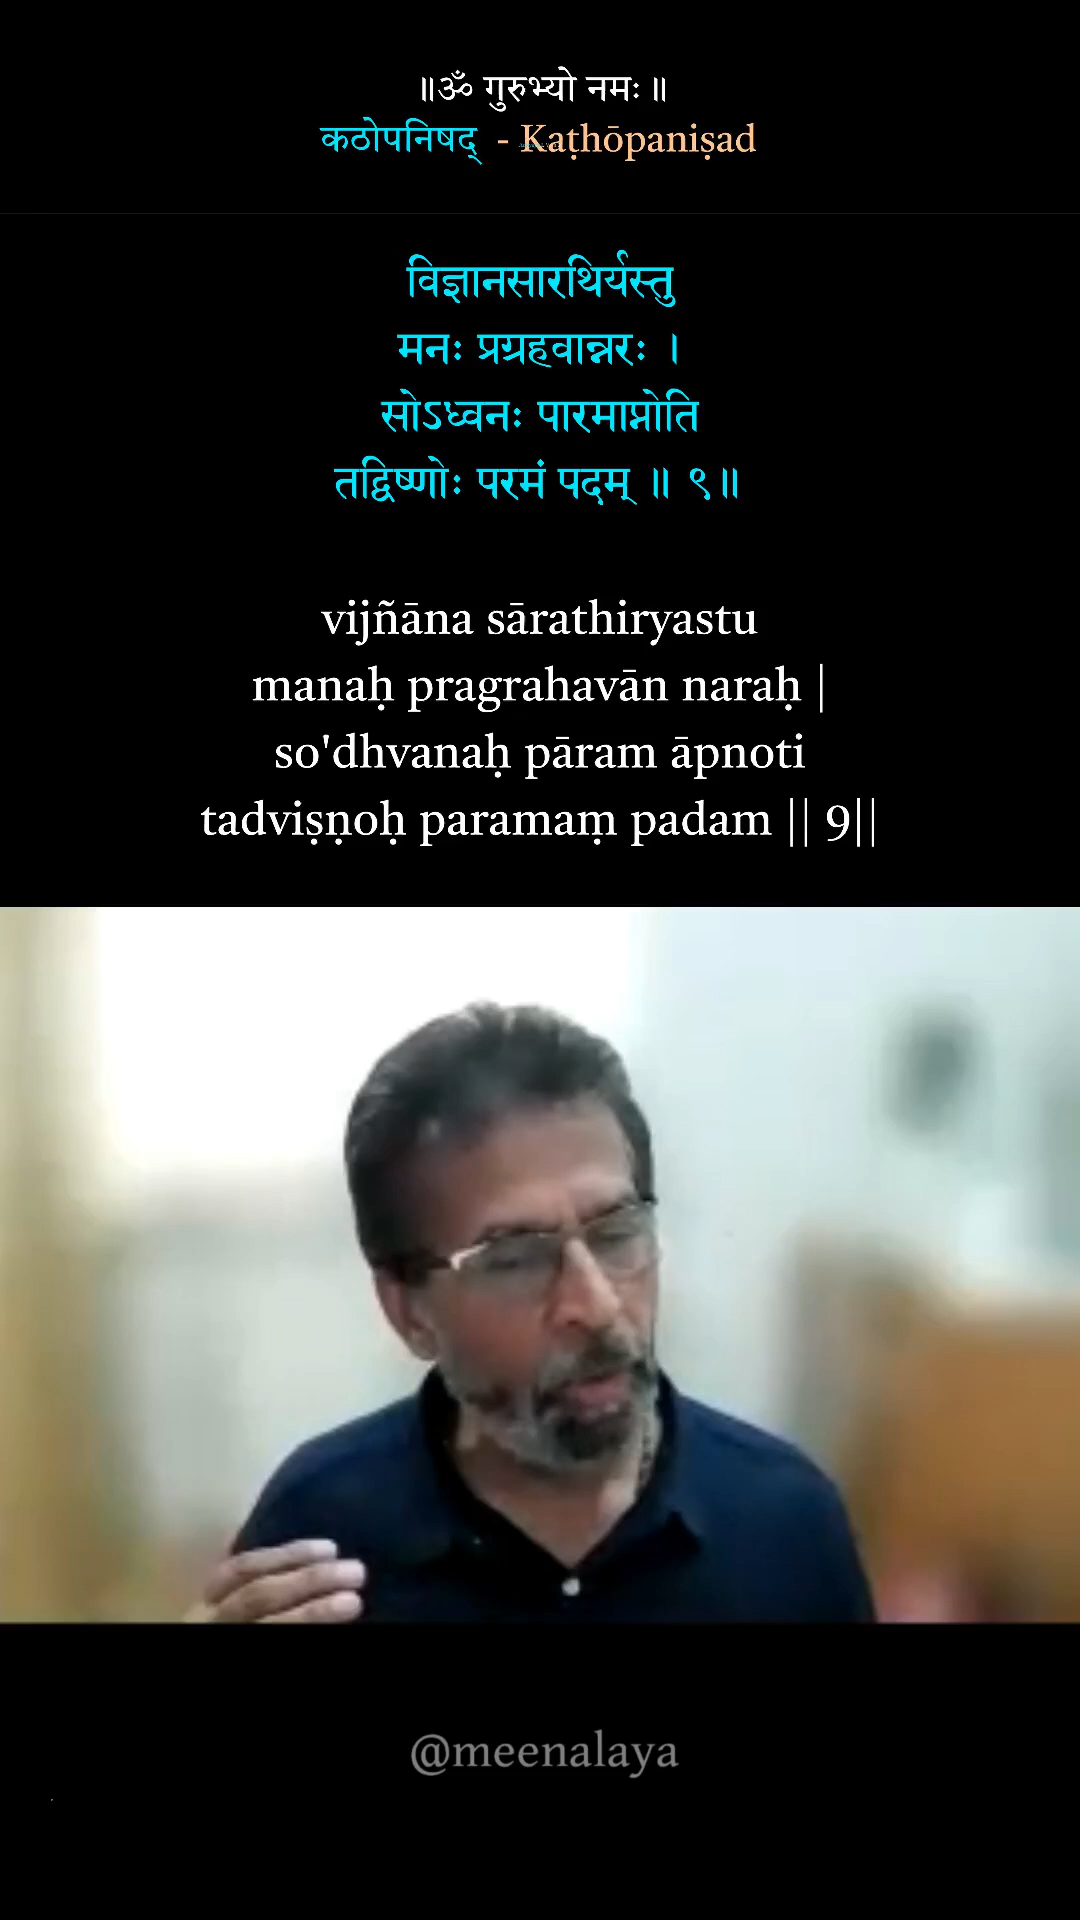 ॥ॐ गुरुभ्यो नमः॥
कठोपनिषद् - Kaṭhōpaniṣad
विज्ञानसारथिर्यस्तु
मनः प्रग्रहवान्नरः ।
सोऽध्वनः पारमाप्नोति
तद्विष्णोः परमं पदम् ॥ ९॥
vijñāna sārathiryastu
manaḥ pragrahavān naraḥ |
so'dhvanaḥ pāram āpnoti
tadviṣṇoḥ paramaṃ padam || 9||
@meenalaya